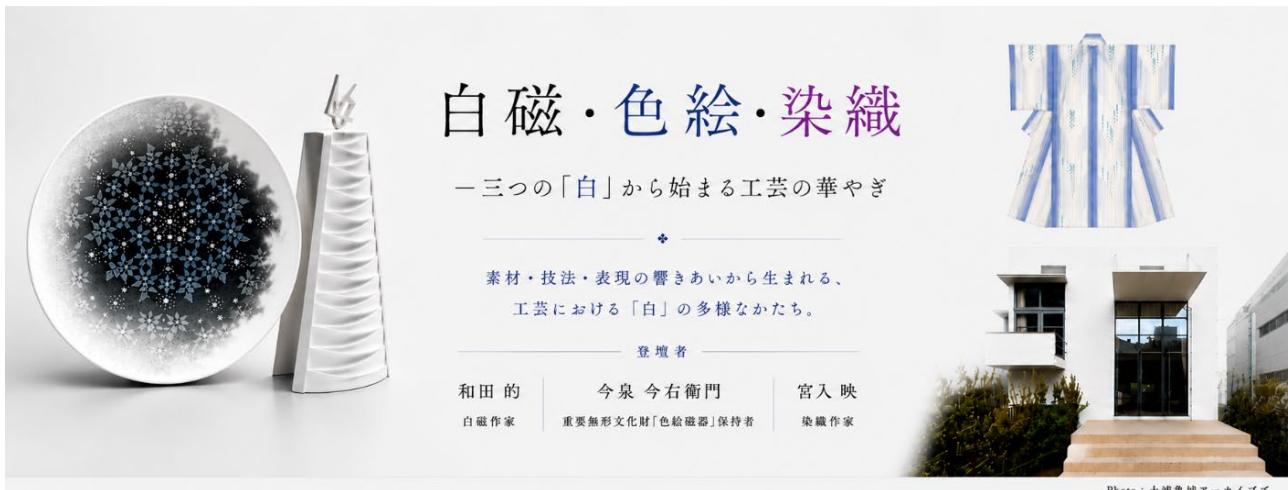 白磁・色絵・染織
—三つの「白」から始まる工芸の華やぎ
素材・技法・表現の響きあいから生まれる、
工芸における「白」の多様なかたち。
登壇者
和田 的
白磁作家
今泉 今右衛門
重要無形文化財「色絵磁器」保持者
宮入 映
染織作家